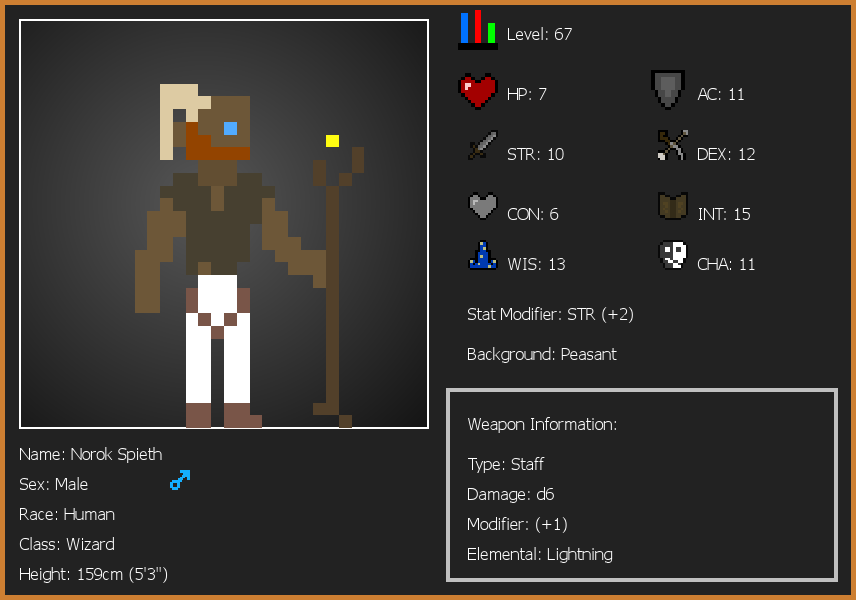 Level: 67
HP: 7
AC: 11
STR: 10
DEX: 12
CON: 6
INT: 15
WIS: 13
CHA: 11
Stat Modifier: STR (+2)
Background: Peasant
Weapon Information:
Type: Staff
Damage: d6
Modifier: (+1)
Elemental: Lightning
Name: Norok Spieth
Sex: Male
Race: Human
Class: Wizard
Height: 159cm (5'3")